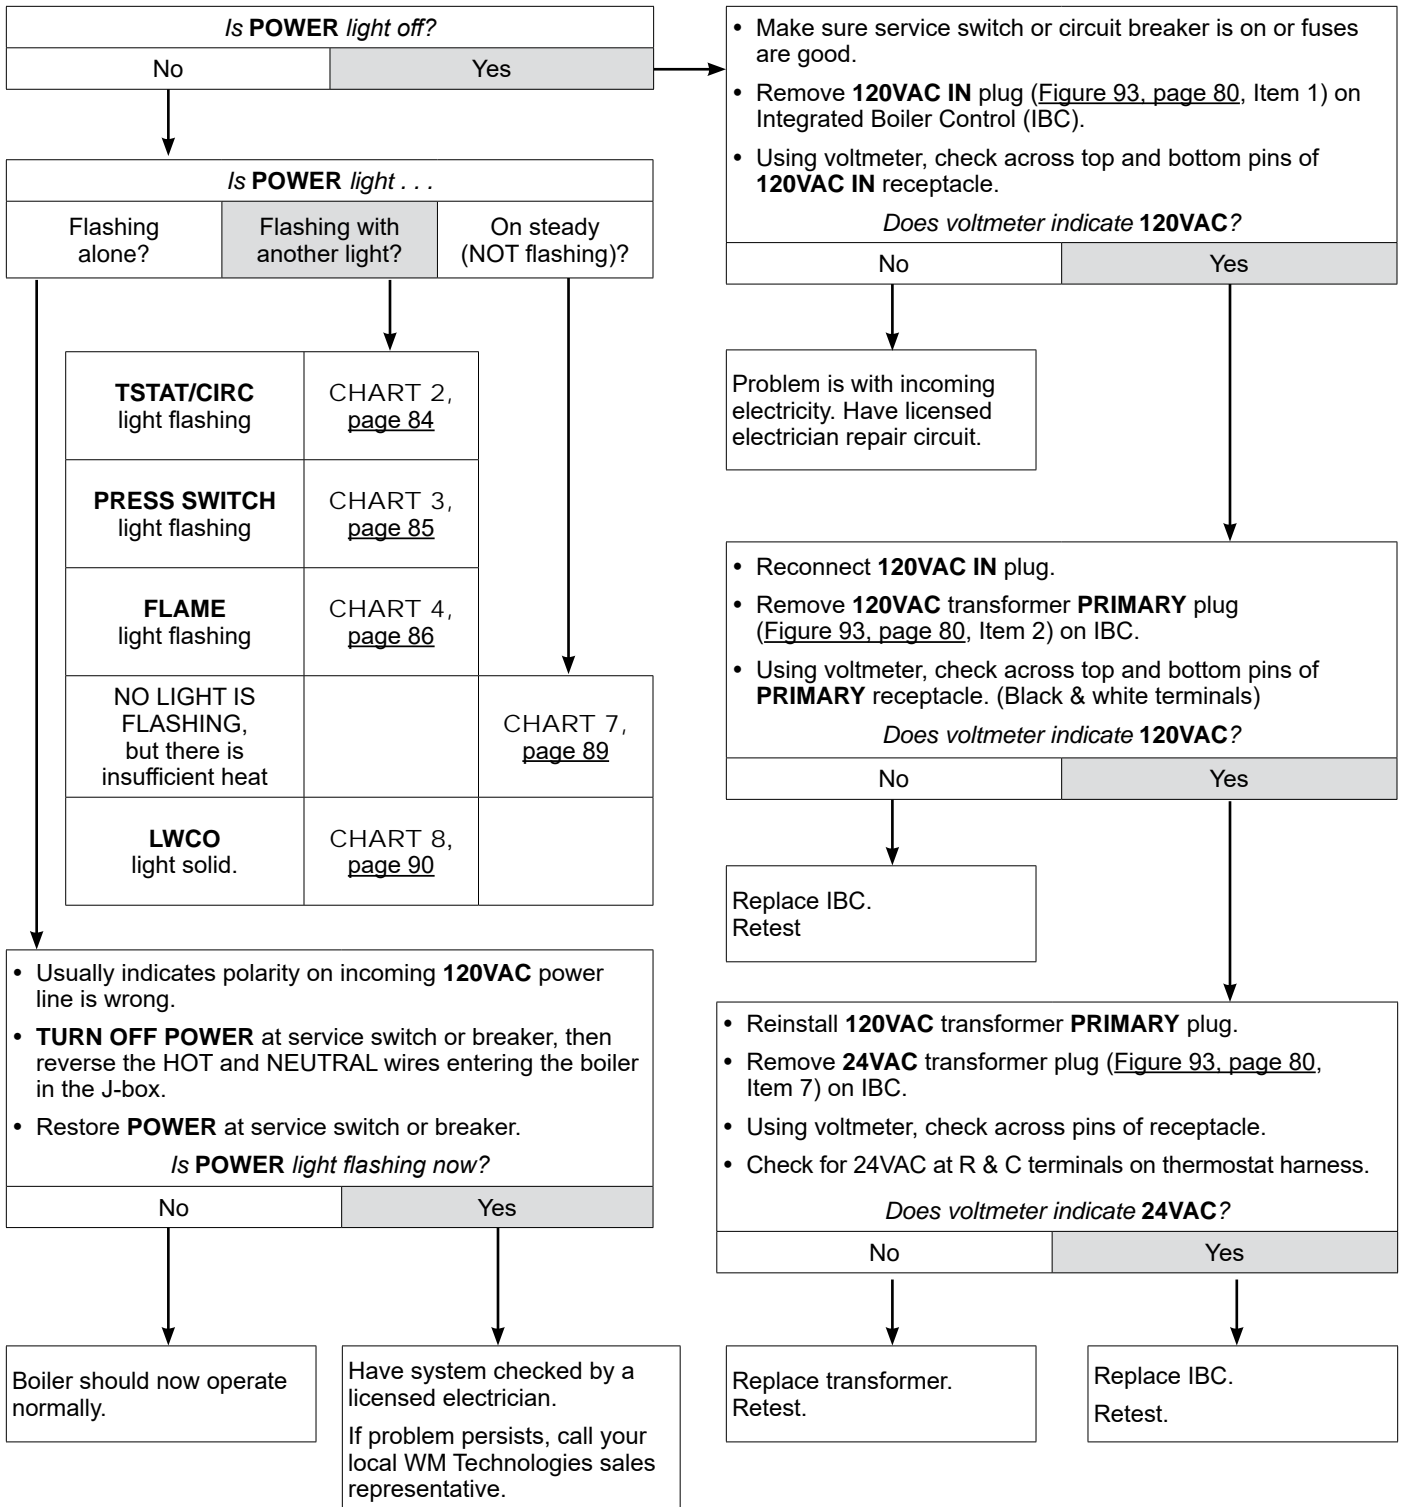 Is POWER light off?
No
Yes
Is POWER light . . .
Flashing
alone?
Flashing with
another light?
On steady
(NOT flashing)?
TSTAT/CIRC
light flashing
CHART 2,
page 84
PRESS SWITCH
light flashing
CHART 3,
page 85
FLAME
light flashing
CHART 4,
page 86
NO LIGHT IS
FLASHING,
but there is
insufficient heat
CHART 7,
page 89
LWCO
light solid.
CHART 8,
page 90
• Usually indicates polarity on incoming 120VAC power
line is wrong.
• TURN OFF POWER at service switch or breaker, then
reverse the HOT and NEUTRAL wires entering the boiler
in the J-box.
• Restore POWER at service switch or breaker.
Is POWER light flashing now?
No
Yes
Boiler should now operate
normally.
Have system checked by a
licensed electrician.
If problem persists, call your
local WM Technologies sales
representative.
• Make sure service switch or circuit breaker is on or fuses
are good.
• Remove 120VAC IN plug (Figure 93, page 80, Item 1) on
Integrated Boiler Control (IBC).
• Using voltmeter, check across top and bottom pins of
120VAC IN receptacle.
Does voltmeter indicate 120VAC?
No
Yes
Problem is with incoming
electricity. Have licensed
electrician repair circuit.
• Reconnect 120VAC IN plug.
• Remove 120VAC transformer PRIMARY plug
(Figure 93, page 80, Item 2) on IBC.
• Using voltmeter, check across top and bottom pins of
PRIMARY receptacle. (Black & white terminals)
Does voltmeter indicate 120VAC?
No
Yes
Replace IBC.
Retest
• Reinstall 120VAC transformer PRIMARY plug.
• Remove 24VAC transformer plug (Figure 93, page 80,
Item 7) on IBC.
• Using voltmeter, check across pins of receptacle.
• Check for 24VAC at R & C terminals on thermostat harness.
Does voltmeter indicate 24VAC?
No
Yes
Replace transformer.
Retest.
Replace IBC.
Retest.